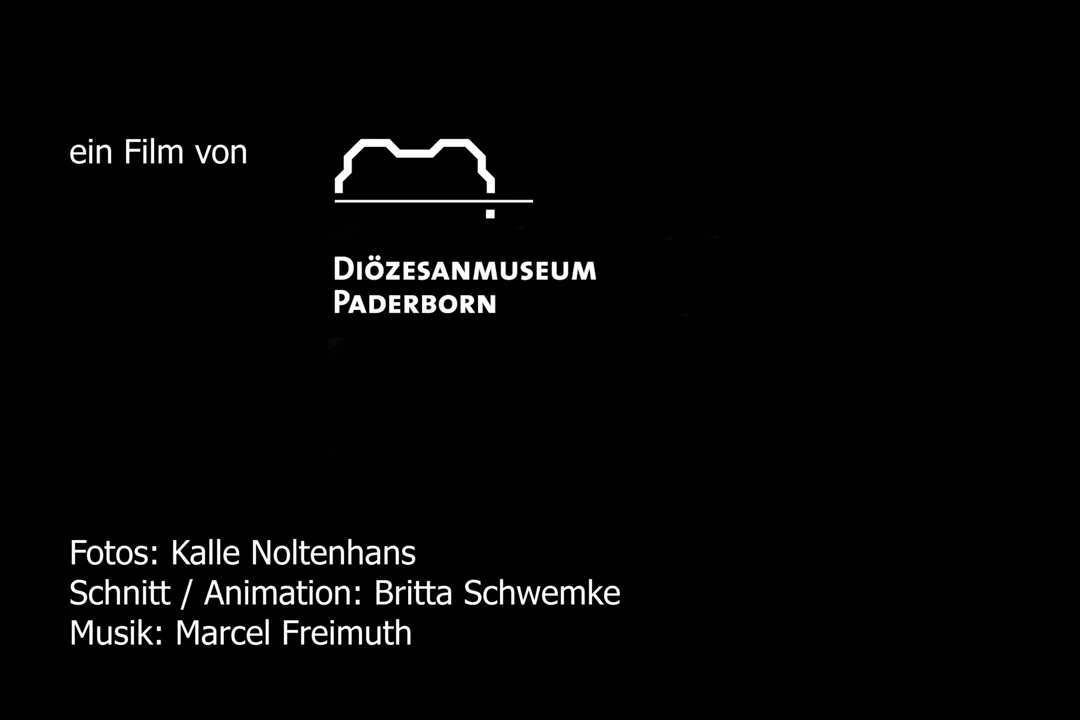 ein Film von
DIÖZESANMUSEUM
PADERBORN
Fotos: Kalle Noltenhans
Schnitt / Animation: Britta Schwemke
Musik: Marcel Freimuth